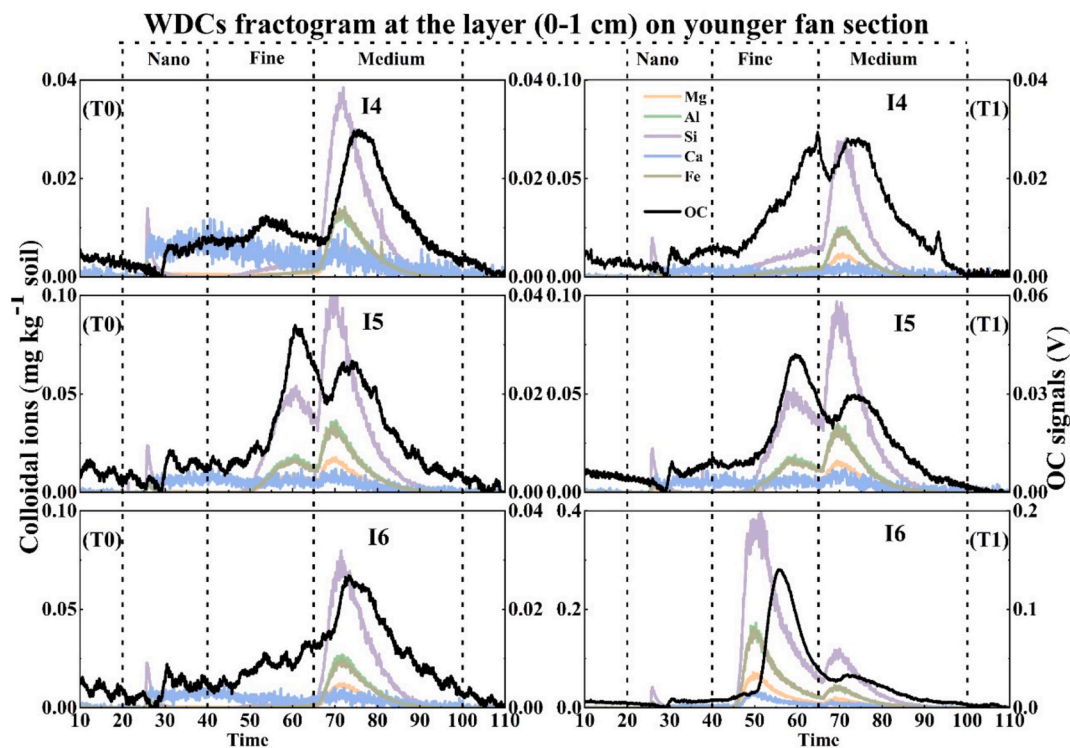 WDCs fractogram at the layer (0-1 cm) on younger fan section
Nano Fine Medium
Nano Fine Medium
0.04 (T0) I4 0.04
0.02 0.02
0.00 0.00
0.10 I4 (T1) 0.04
Mg
Al
Si
Ca
Fe
OC
0.05 0.02
0.00 0.00
0.10 (T0) I5 0.04
0.05 0.02
0.00 0.00
0.10 I5 (T1) 0.06
0.05 0.03
0.00 0.00
0.10 (T0) I6 0.04
0.05 0.02
0.00 0.00
0.4 I6 (T1) 0.2
0.2 0.1
0.0 0.0
10 20 30 40 50 60 70 80 90 100 110
10 20 30 40 50 60 70 80 90 100 110
Time
Time
Colloidal ions (mg kg⁻¹ soil)
OC signals (V)